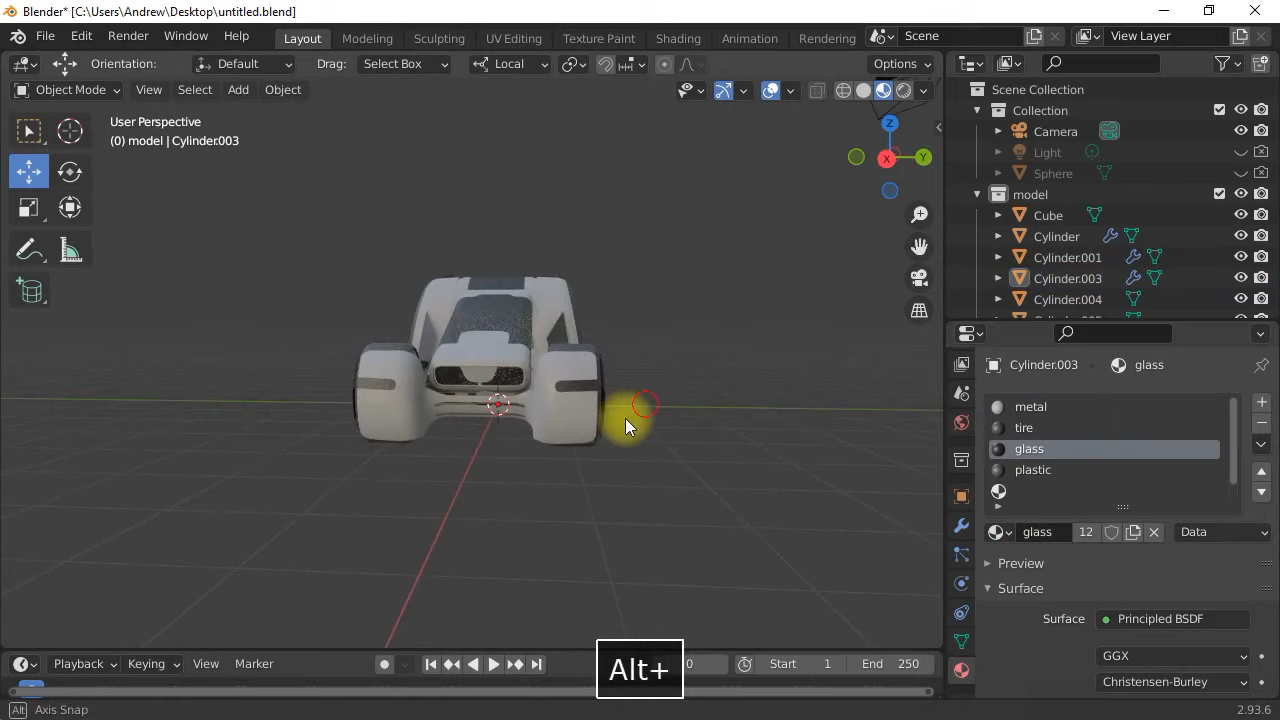 Blender* [C:\Users\Andrew\Desktop\untitled.blend]
File Edit Render Window Help Layout Modeling Sculpting UV Editing Texture Paint Shading Animation Rendering Scene View Layer
Orientation: Default Drag: Select Box Local Options
Object Mode View Select Add Object
User Perspective
(0) model | Cylinder.003
Z
X
Y
Scene Collection
Collection
Camera
Light
Sphere
model
Cube
Cylinder
Cylinder.001
Cylinder.003
Cylinder.004
Cylinder.003 glass
metal
tire
glass
plastic
glass 12 Data
Preview
Surface
Surface Principled BSDF
GGX
Christensen-Burley
Alt+
Playback Keying View Marker 0 Start 1 End 250
Alt Axis Snap 2.93.6